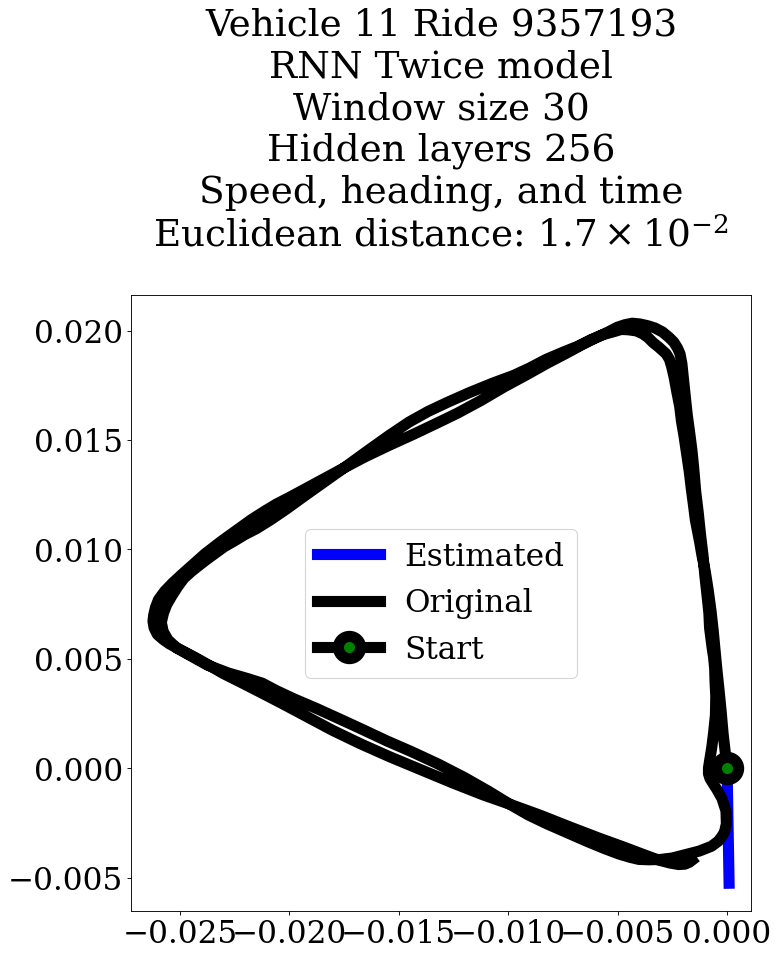 Vehicle 11 Ride 9357193
RNN Twice model
Window size 30
Hidden layers 256
Speed, heading, and time
Euclidean distance: 1.7 × 10⁻²
0.020
0.015
0.010
0.005
0.000
−0.005
Estimated
Original
Start
−0.025 −0.020 −0.015 −0.010 −0.005 0.000